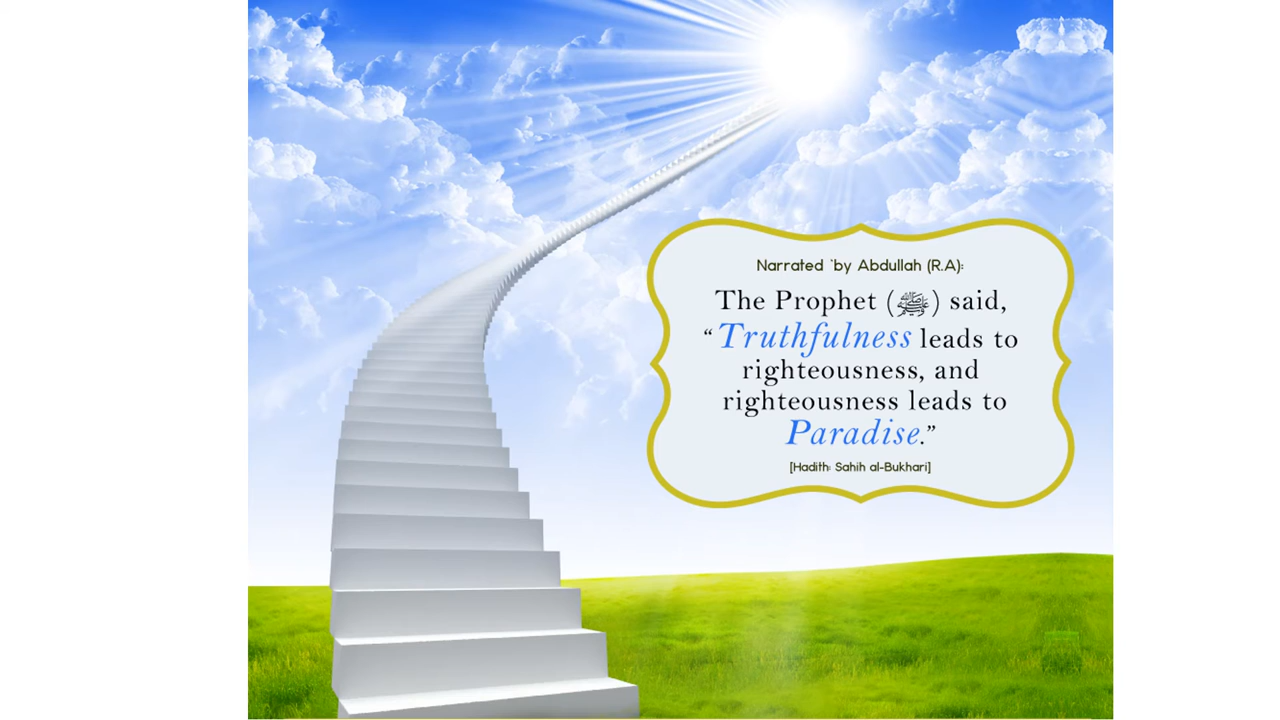 Narrated `by Abdullah (R.A):
The Prophet (ﷺ) said,
“Truthfulness leads to
righteousness, and
righteousness leads to
Paradise.”
[Hadith: Sahih al-Bukhari]